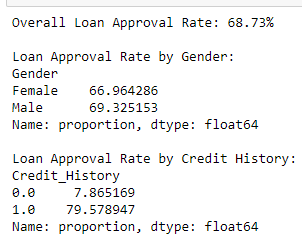 Overall Loan Approval Rate: 68.73%
Loan Approval Rate by Gender:
Gender
Female    66.964286
Male      69.325153
Name: proportion, dtype: float64
Loan Approval Rate by Credit History:
Credit_History
0.0     7.865169
1.0    79.578947
Name: proportion, dtype: float64